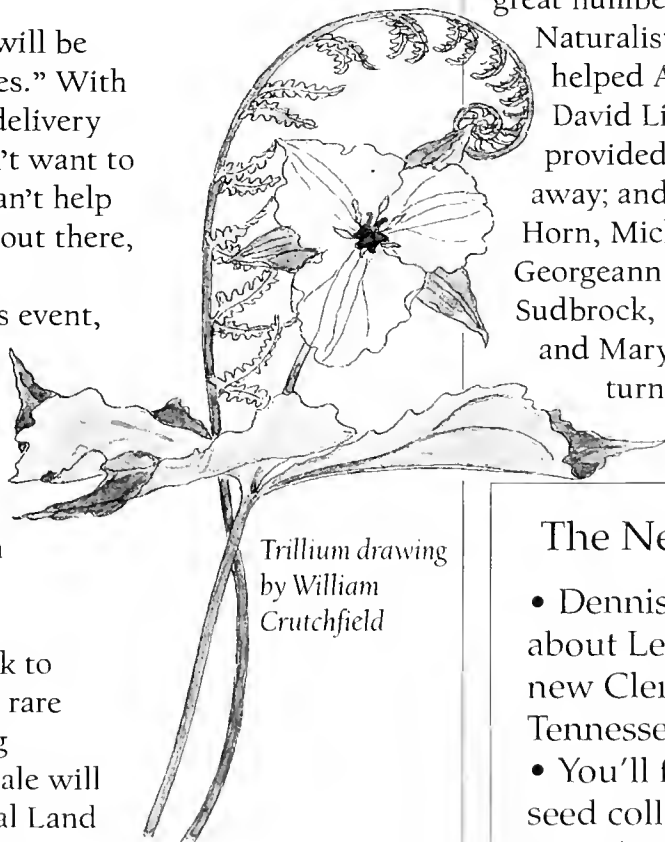 will be
es.” With
delivery
’t want to
an’t help
out there,
s event,
k to
rare
g
ale will
al Land
Trillium drawing
by William
Crutchfield
great numbe
Naturalis
helped A
David Li
provided
away; and
Horn, Mic
Georgeann
Sudbrock,
and Mary
turn
The Ne
• Dennis
about Le
new Cle
Tennesse
• You’ll f
seed coll